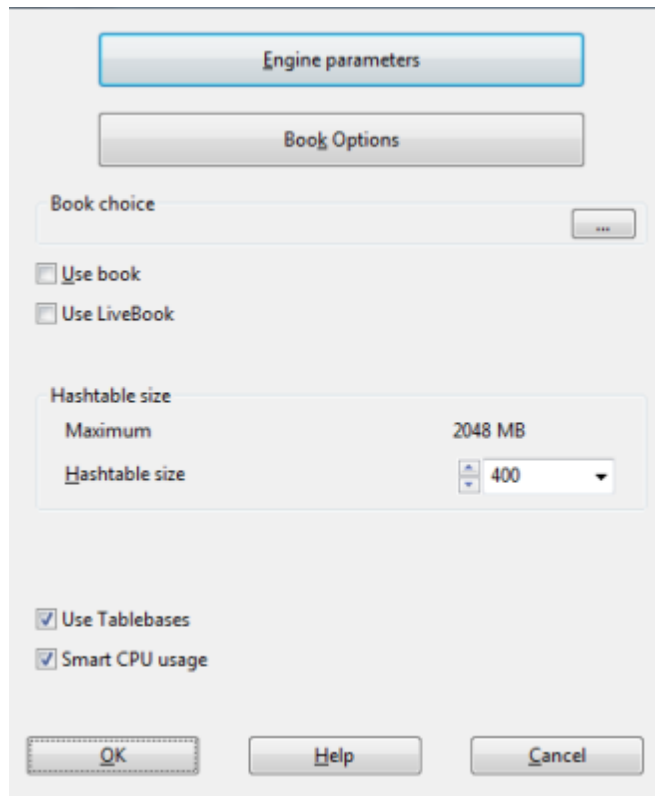 Engine parameters
Book Options
Book choice
...
Use book
Use LiveBook
Hashtable size
Maximum 2048 MB
Hashtable size 400
Use Tablebases
Smart CPU usage
OK Help Cancel